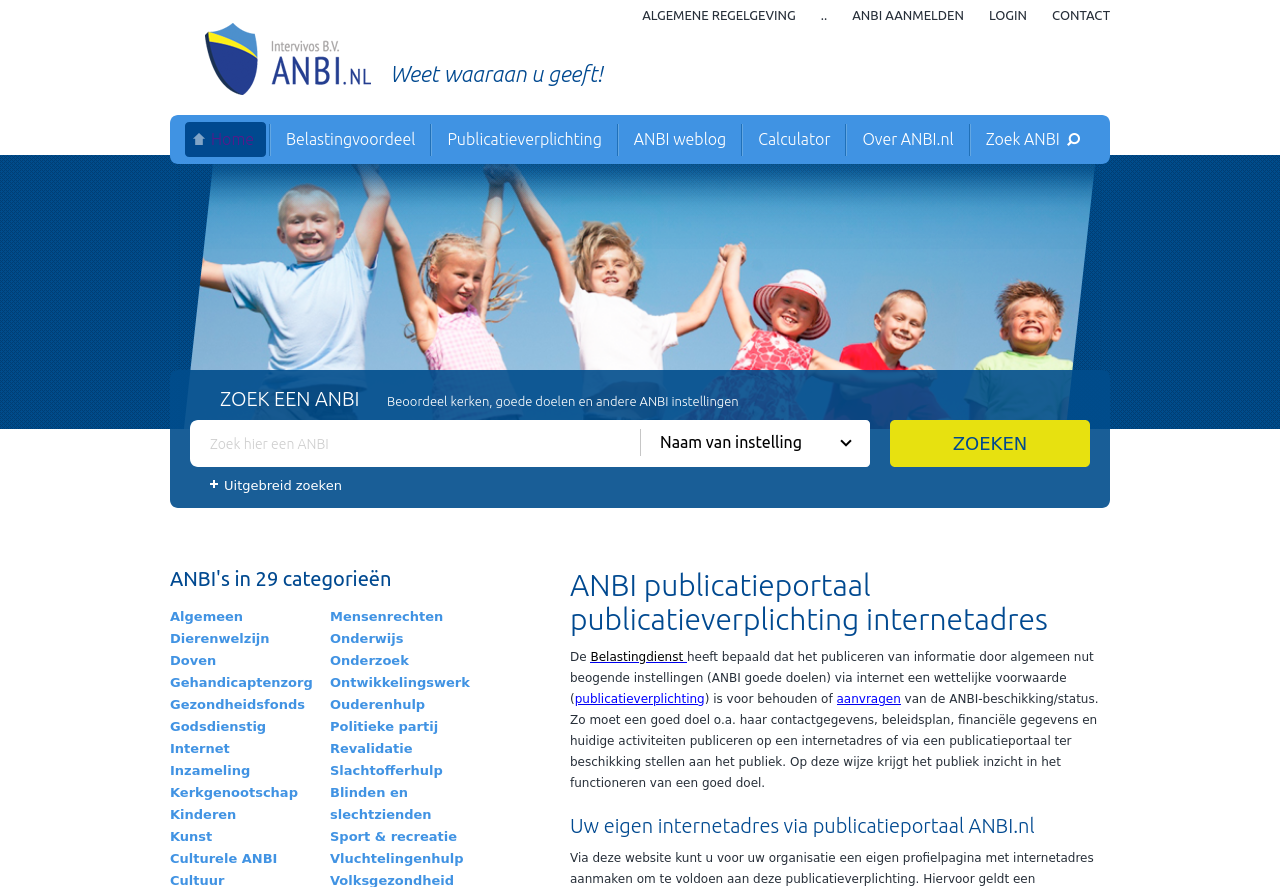 ALGEMENE REGELGEVING .. ANBI AANMELDEN LOGIN CONTACT
Intervivos B.V.
ANBI.NL
Weet waaraan u geeft!
Home Belastingvoordeel Publicatieverplichting ANBI weblog Calculator Over ANBI.nl Zoek ANBI
ZOEK EEN ANBI Beoordeel kerken, goede doelen en andere ANBI instellingen
Zoek hier een ANBI Naam van instelling ZOEKEN
Uitgebreid zoeken
ANBI's in 29 categorieën
Algemeen
Dierenwelzijn
Doven
Gehandicaptenzorg
Gezondheidsfonds
Godsdienstig
Internet
Inzameling
Kerkgenootschap
Kinderen
Kunst
Culturele ANBI
Cultuur
Mensenrechten
Onderwijs
Onderzoek
Ontwikkelingswerk
Ouderenhulp
Politieke partij
Revalidatie
Slachtofferhulp
Blinden en
slechtzienden
Sport & recreatie
Vluchtelingenhulp
Volksgezondheid
ANBI publicatieportaal
publicatieverplichting internetadres
De Belastingdienst heeft bepaald dat het publiceren van informatie door algemeen nut
beogende instellingen (ANBI goede doelen) via internet een wettelijke voorwaarde
(publicatieverplichting) is voor behouden of aanvragen van de ANBI-beschikking/status.
Zo moet een goed doel o.a. haar contactgegevens, beleidsplan, financiële gegevens en
huidige activiteiten publiceren op een internetadres of via een publicatieportaal ter
beschikking stellen aan het publiek. Op deze wijze krijgt het publiek inzicht in het
functioneren van een goed doel.
Uw eigen internetadres via publicatieportaal ANBI.nl
Via deze website kunt u voor uw organisatie een eigen profielpagina met internetadres
aanmaken om te voldoen aan deze publicatieverplichting. Hiervoor geldt een